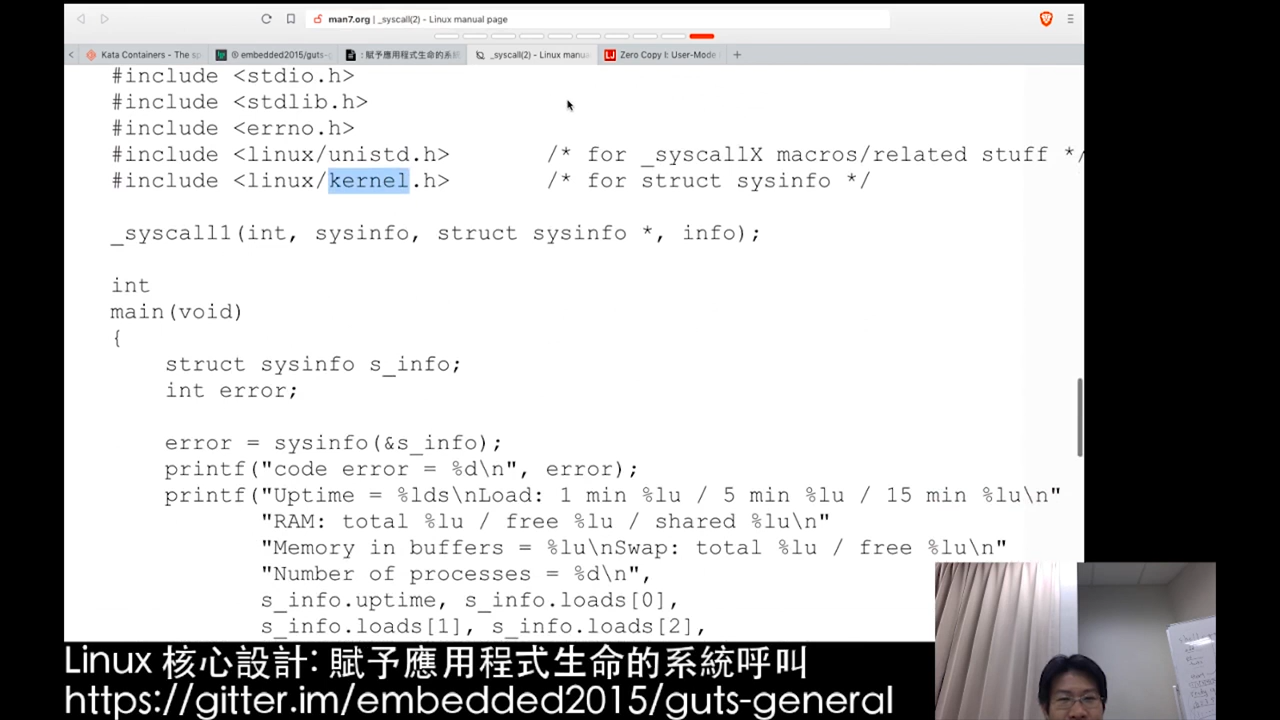 man7.org | _syscall(2) - Linux manual page
Kata Containers - The sp
embedded2015/guts-g
: 賦予應用程式生命的系統
_syscall(2) - Linux manua
Zero Copy I: User-Mode
#include <stdio.h>
#include <stdlib.h>
#include <errno.h>
#include <linux/unistd.h> /* for _syscallX macros/related stuff */
#include <linux/kernel.h> /* for struct sysinfo */
_syscall1(int, sysinfo, struct sysinfo *, info);
int
main(void)
{
struct sysinfo s_info;
int error;
error = sysinfo(&s_info);
printf("code error = %d\n", error);
printf("Uptime = %lds\nLoad: 1 min %lu / 5 min %lu / 15 min %lu\n"
"RAM: total %lu / free %lu / shared %lu\n"
"Memory in buffers = %lu\nSwap: total %lu / free %lu\n"
"Number of processes = %d\n",
s_info.uptime, s_info.loads[0],
s_info.loads[1], s_info.loads[2],
Linux 核心設計: 賦予應用程式生命的系統呼叫
https://gitter.im/embedded2015/guts-general